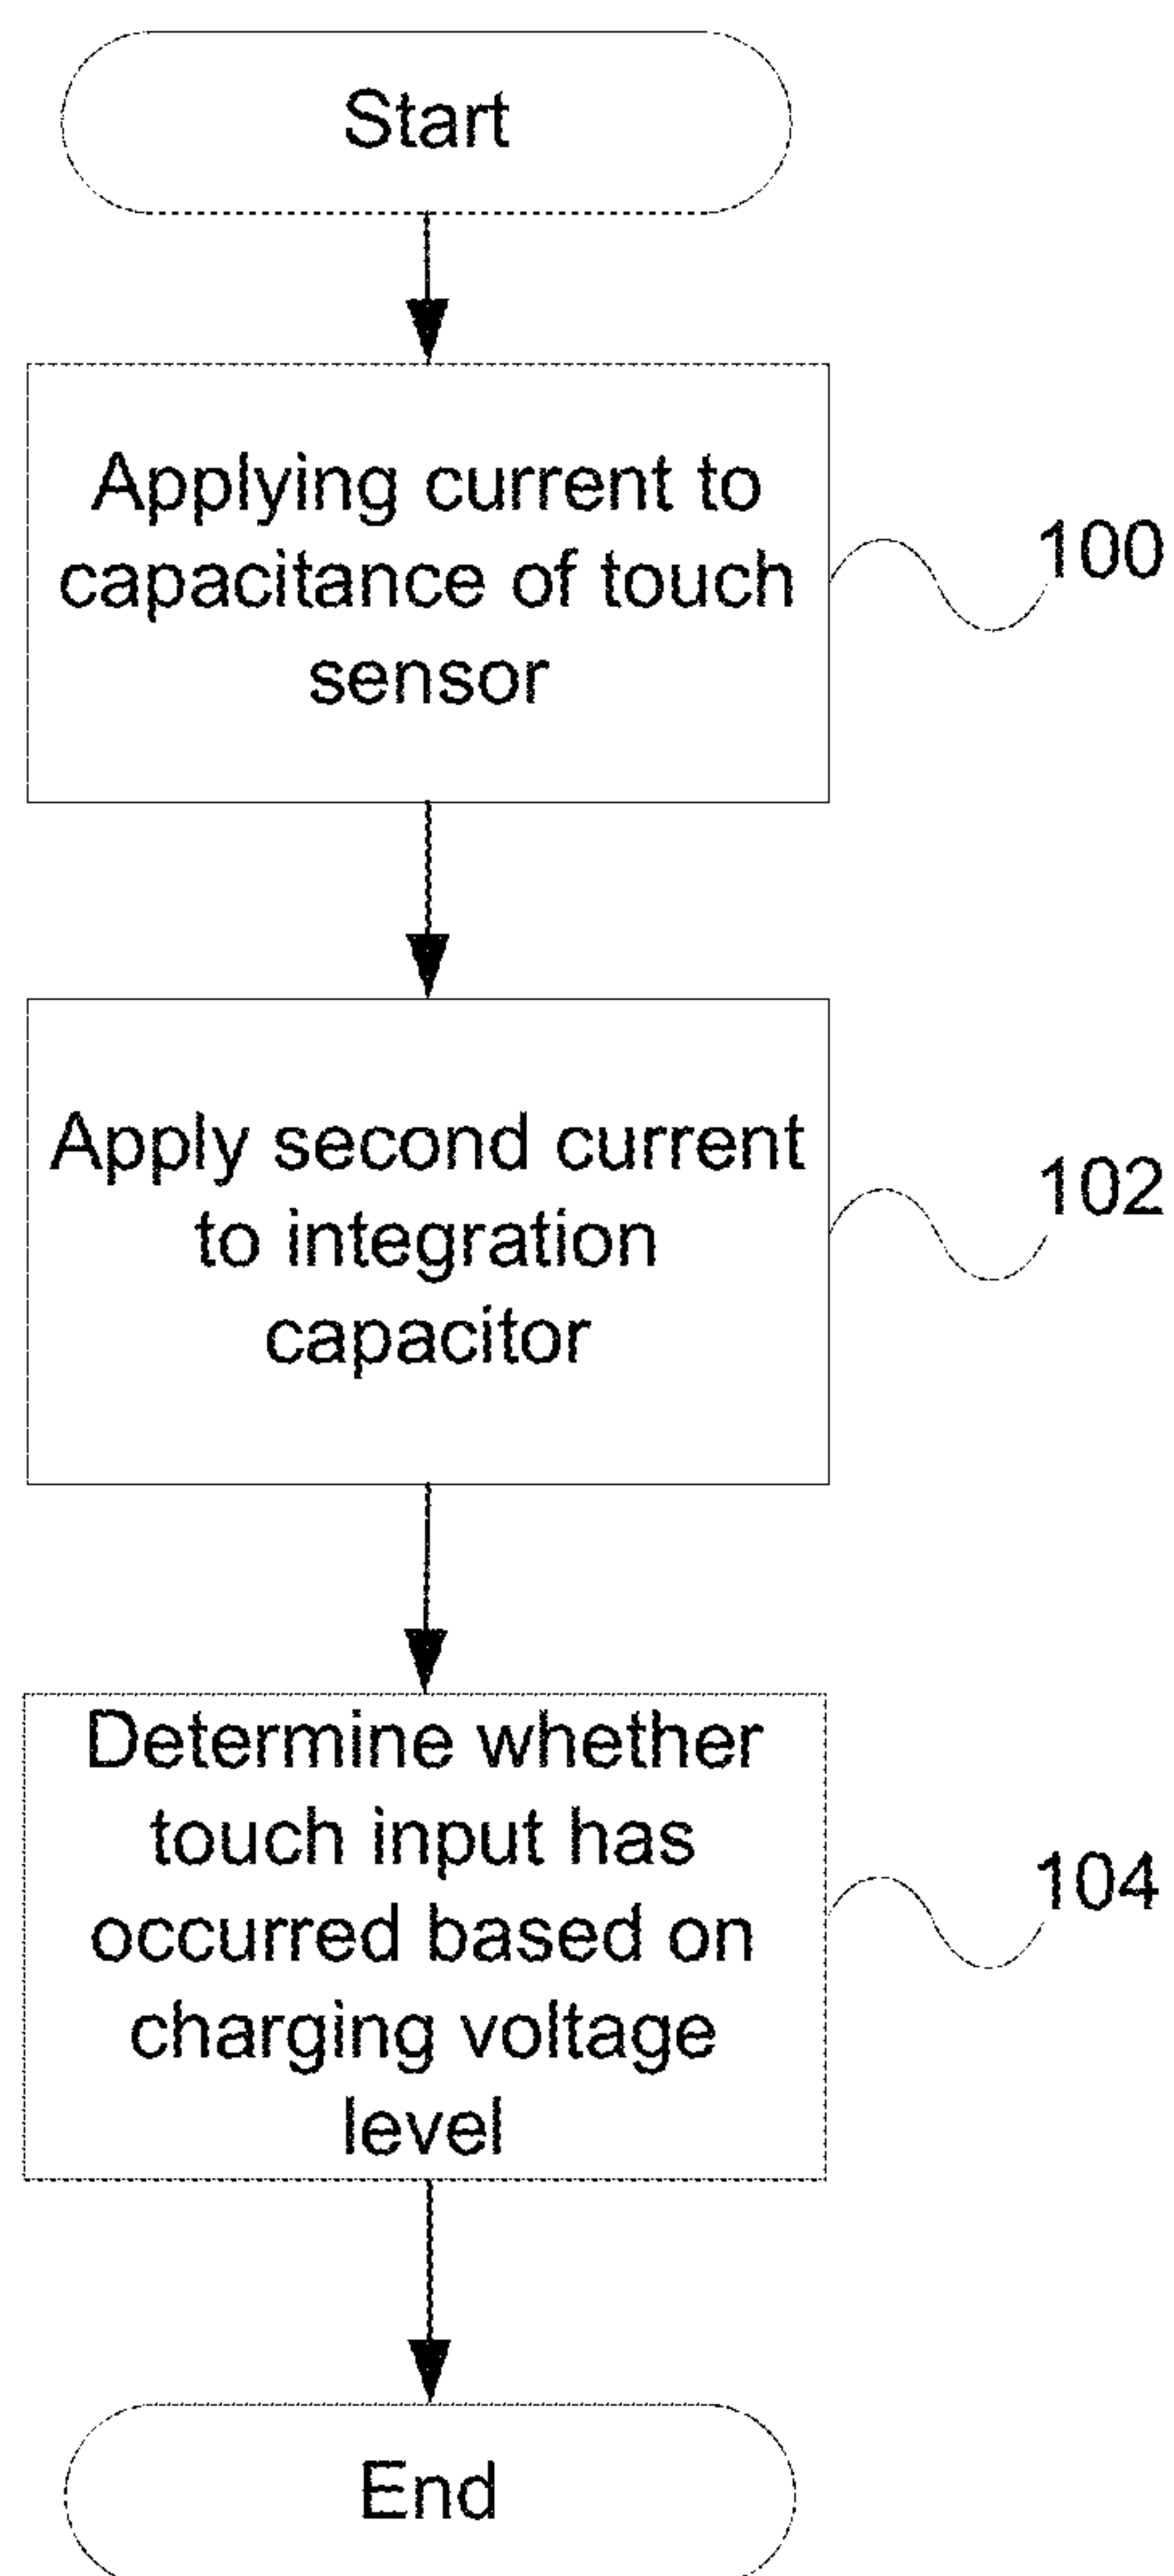 Start
Applying current to
capacitance of touch
sensor
100
Apply second current
to integration
capacitor
102
Determine whether
touch input has
occurred based on
charging voltage
level
104
End